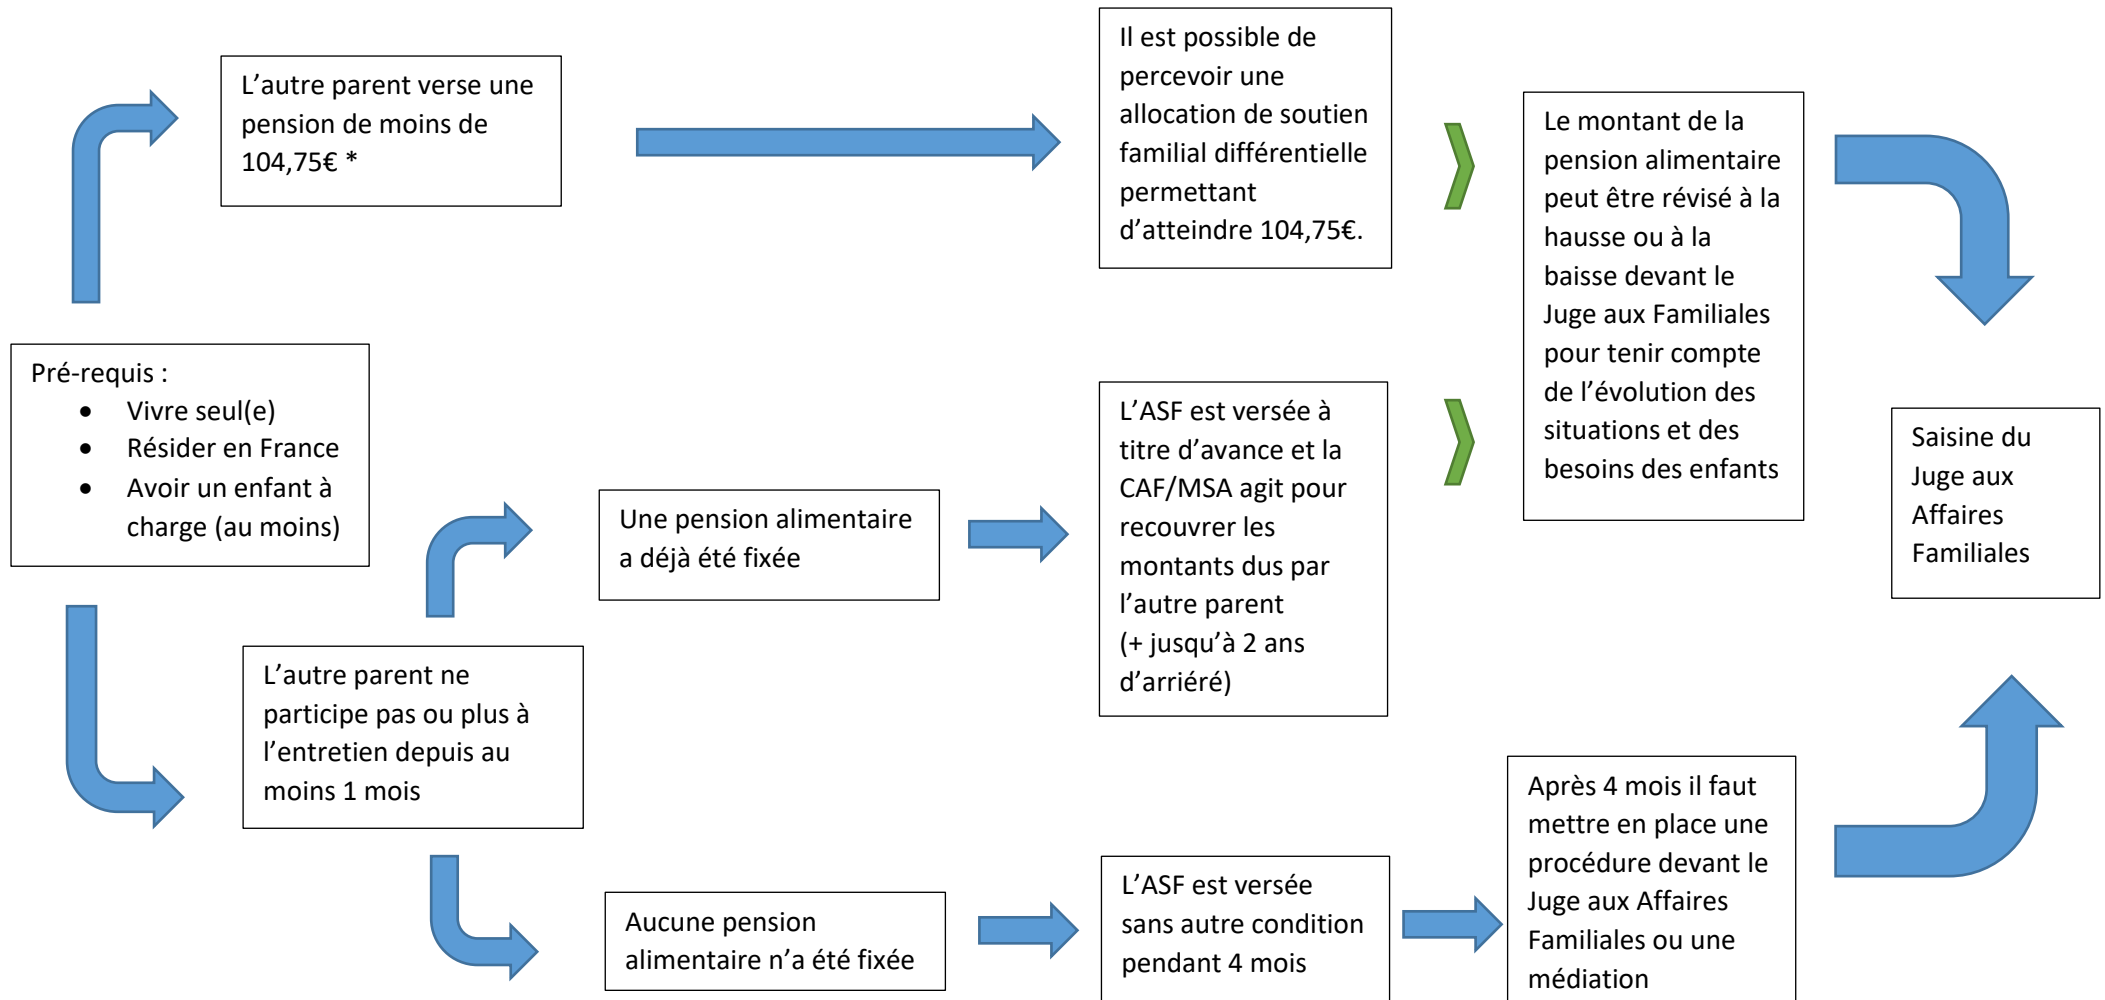 L'autre parent verse une
pension de moins de
104,75€ *
Il est possible de
percevoir une
allocation de soutien
familial différentielle
permettant
d'atteindre 104,75€.
Le montant de la
pension alimentaire
peut être révisé à la
hausse ou à la
baisse devant le
Juge aux Familiales
pour tenir compte
de l'évolution des
situations et des
besoins des enfants
Pré-requis :
• Vivre seul(e)
• Résider en France
• Avoir un enfant à
charge (au moins)
Une pension alimentaire
a déjà été fixée
L'ASF est versée à
titre d'avance et la
CAF/MSA agit pour
recouvrer les
montants dus par
l'autre parent
(+ jusqu'à 2 ans
d'arriéré)
Saisine du
Juge aux
Affaires
Familiales
L'autre parent ne
participe pas ou plus à
l'entretien depuis au
moins 1 mois
Aucune pension
alimentaire n'a été fixée
L'ASF est versée
sans autre condition
pendant 4 mois
Après 4 mois il faut
mettre en place une
procédure devant le
Juge aux Affaires
Familiales ou une
médiation